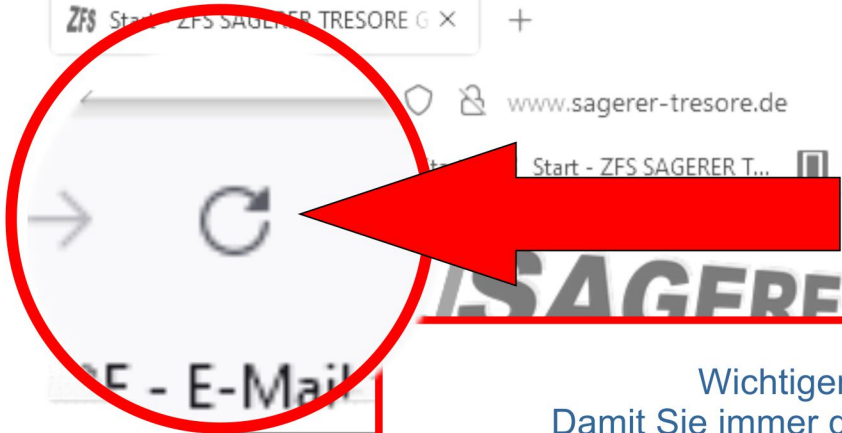 ZFS Start - ZFS SAGERER TRESORE G
www.sagerer-tresore.de
Start - ZFS SAGERER T...
SAGERE
- E-Mail
Wichtiger
Damit Sie immer d